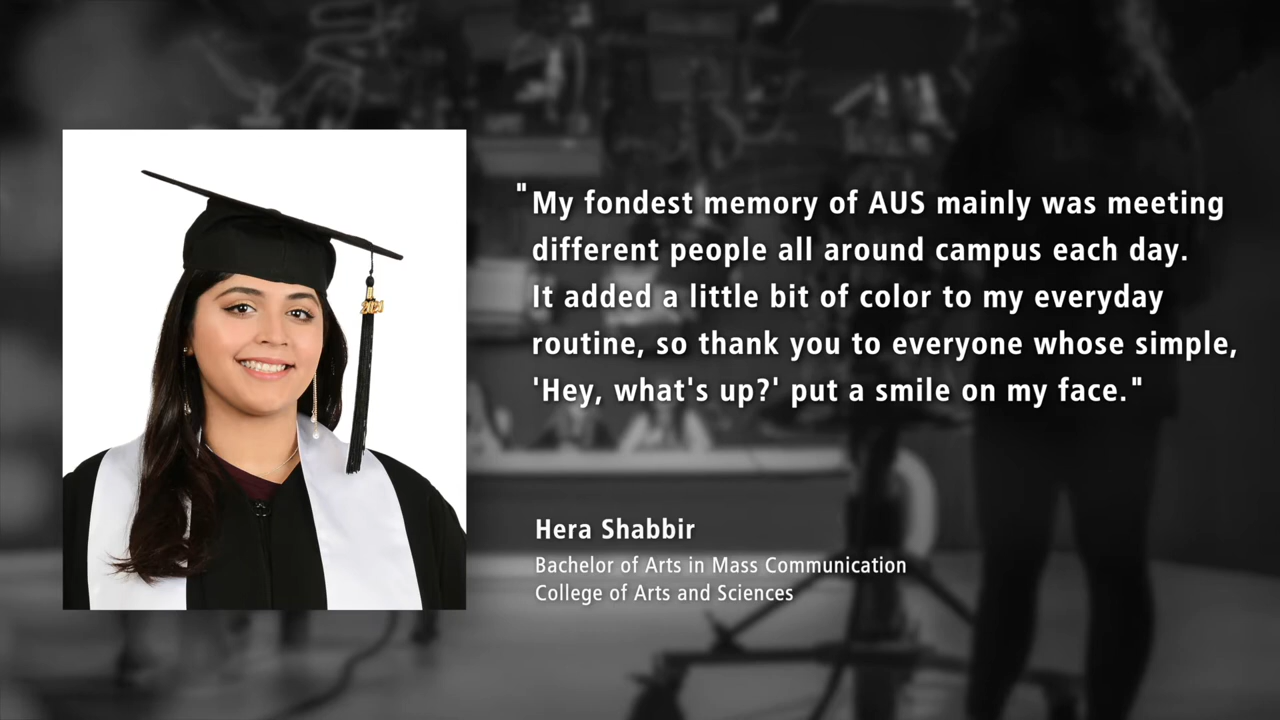 "My fondest memory of AUS mainly was meeting
different people all around campus each day.
It added a little bit of color to my everyday
routine, so thank you to everyone whose simple,
'Hey, what's up?' put a smile on my face."
Hera Shabbir
Bachelor of Arts in Mass Communication
College of Arts and Sciences